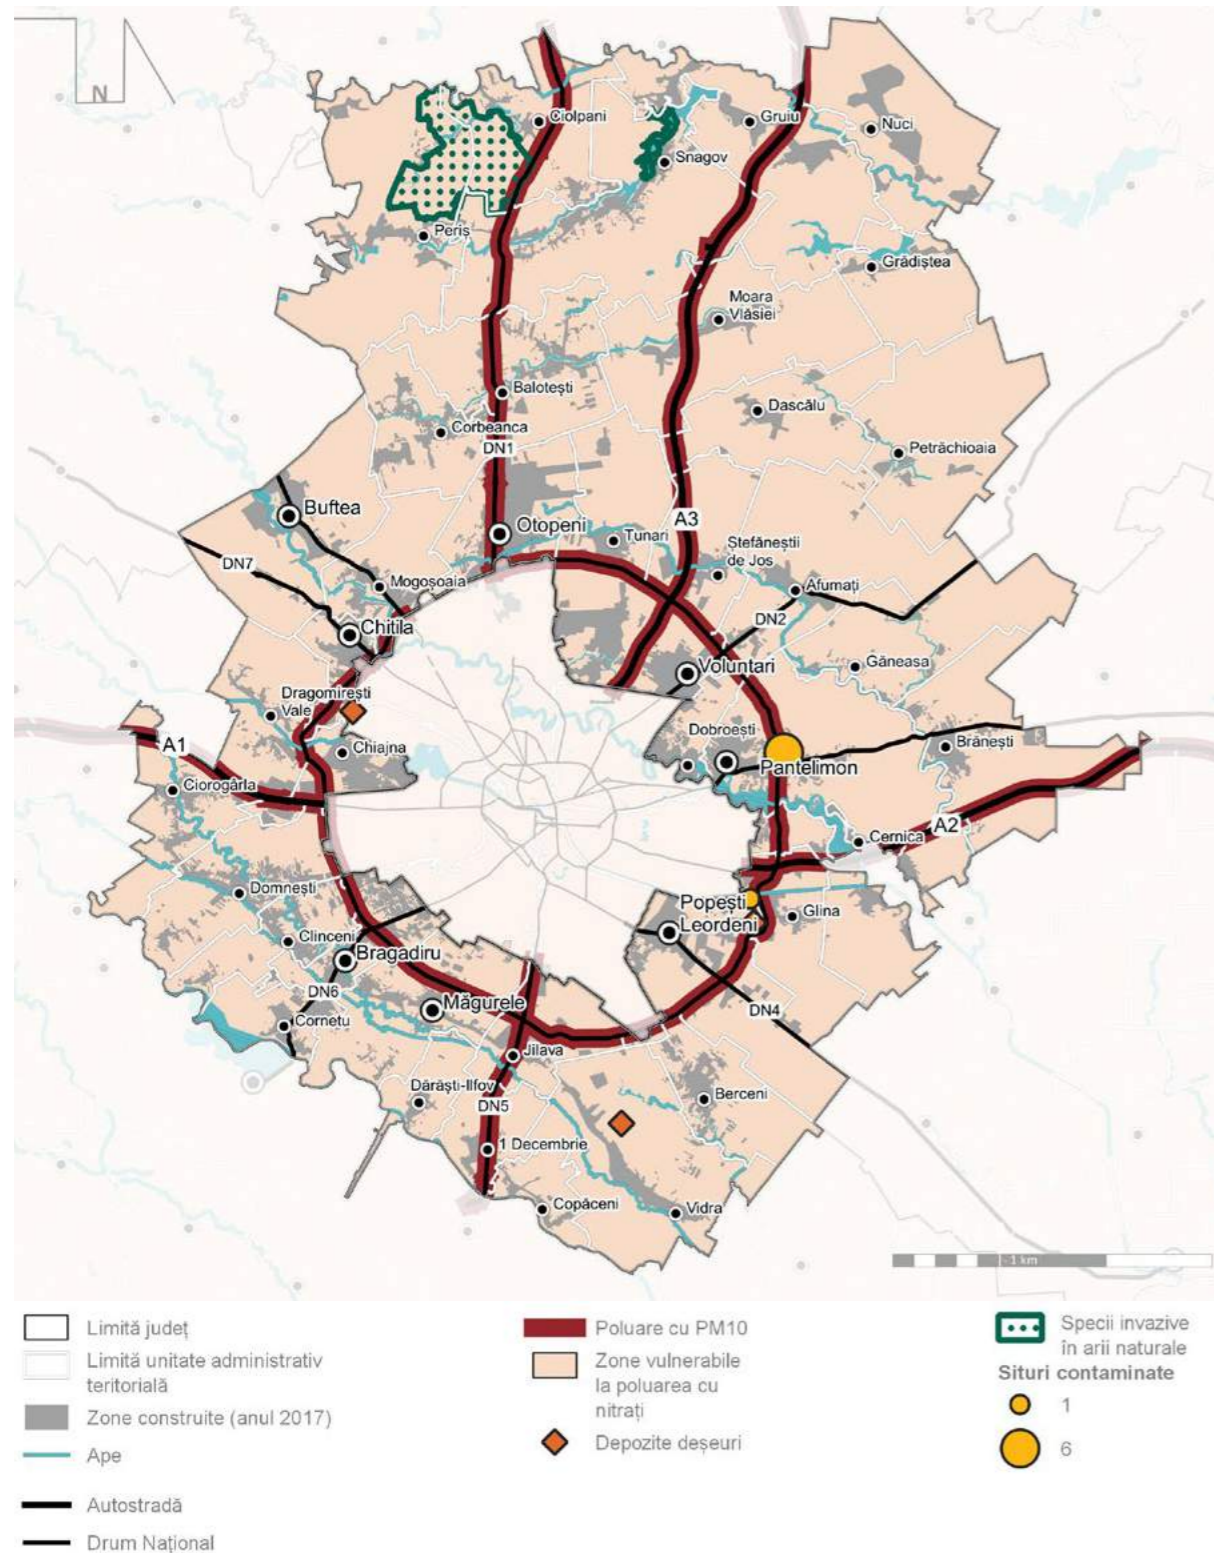 N
Ciolpani
Gruiu
Nuci
Snagov
Periș
Grădiștea
Moara
Vlăsiei
Balotești
Dascălu
Corbeanca
DN1
Petrăchioaia
Buftea
Otopeni
A3
Tunari
Ștefăneștii
de Jos
DN7
Mogoșoaia
Afumați
Chitila
DN2
Voluntari
Găneasa
Dragomirești
Vale
Dobroești
A1
Chiajna
Brănești
Pantelimon
Ciorogârla
A2
Cernica
Domnești
Popești
Leordeni
Glina
Clinceni
Bragadiru
DN6
Măgurele
DN4
Cornetu
Jilava
Dărăști-Ilfov
DN5
Berceni
1 Decembrie
Copăceni
Vidra
1 km
Limită județ
Limită unitate administrativ
teritorială
Zone construite (anul 2017)
Ape
Autostradă
Drum Național
Poluare cu PM10
Zone vulnerabile
la poluarea cu
nitrați
Depozite deșeuri
Specii invazive
în arii naturale
Situri contaminate
1
6